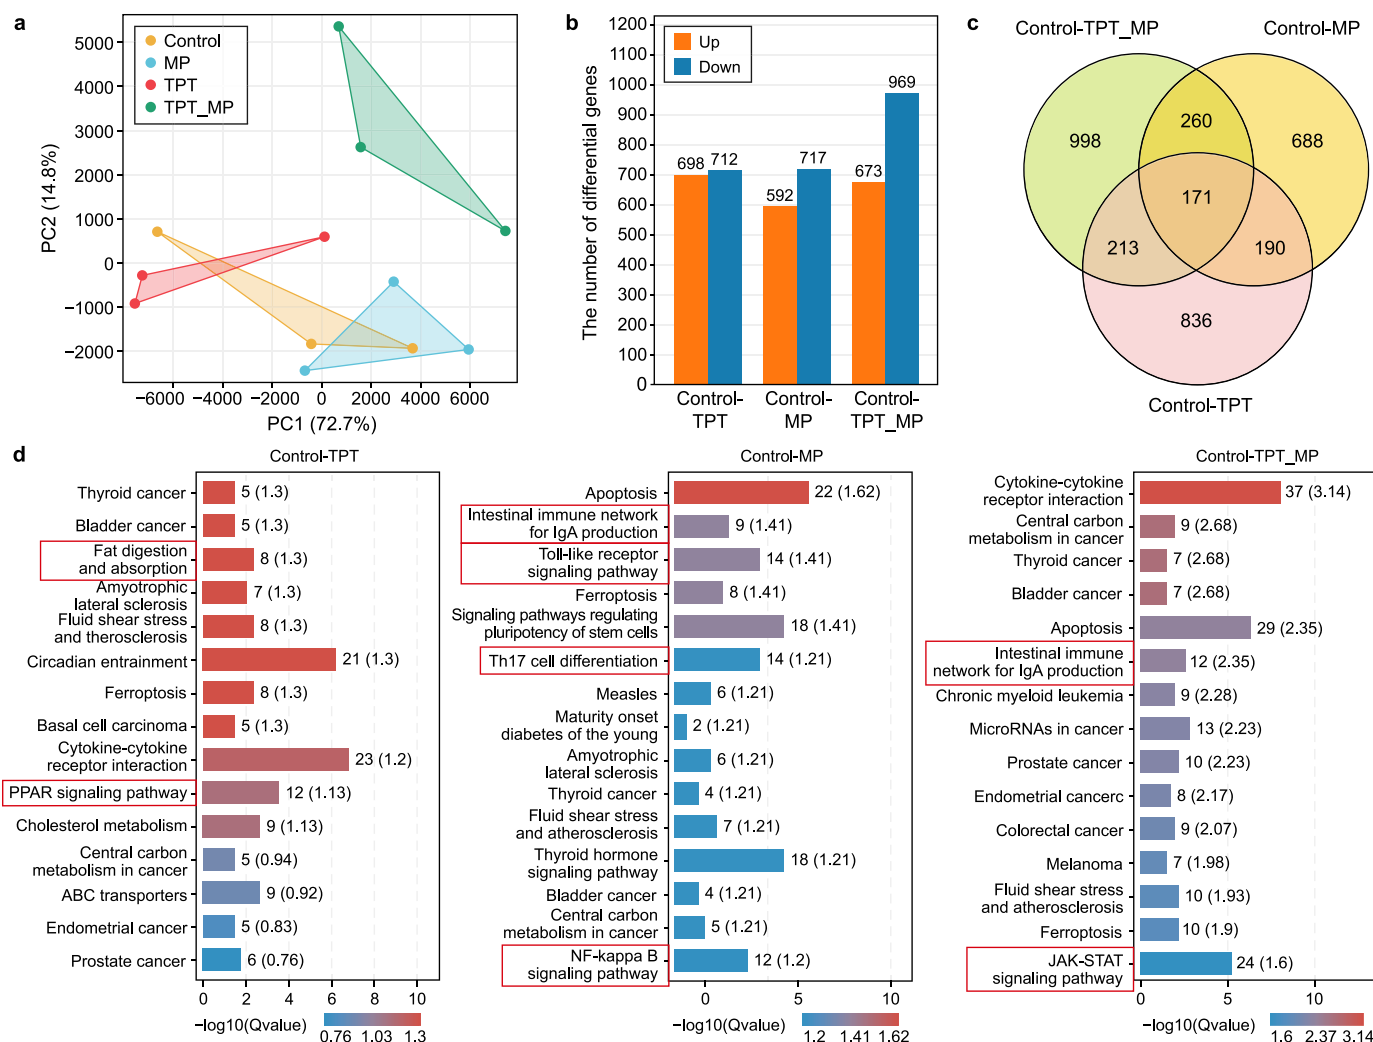 a
5000
4000
3000
2000
1000
0
−1000
−2000
PC2 (14.8%)
Control
MP
TPT
TPT_MP
−6000
−4000
−2000
0
2000
4000
6000
PC1 (72.7%)
b
1200
1100
1000
900
800
700
600
500
400
300
200
100
0
The number of differential genes
Up
Down
698
712
592
717
673
969
Control-
TPT
Control-
MP
Control-
TPT_MP
c
Control-TPT_MP
Control-MP
998
260
688
171
213
190
836
Control-TPT
d
Control-TPT
Thyroid cancer
5 (1.3)
Bladder cancer
5 (1.3)
Fat digestion
and absorption
8 (1.3)
Amyotrophic
lateral sclerosis
7 (1.3)
Fluid shear stress
and therosclerosis
8 (1.3)
Circadian entrainment
21 (1.3)
Ferroptosis
8 (1.3)
Basal cell carcinoma
5 (1.3)
Cytokine-cytokine
receptor interaction
23 (1.2)
PPAR signaling pathway
12 (1.13)
Cholesterol metabolism
9 (1.13)
Central carbon
metabolism in cancer
5 (0.94)
ABC transporters
9 (0.92)
Endometrial cancer
5 (0.83)
Prostate cancer
6 (0.76)
0
2
4
6
8
10
−log10(Qvalue)
0.76
1.03
1.3
Control-MP
Apoptosis
22 (1.62)
Intestinal immune network
for IgA production
9 (1.41)
Toll-like receptor
signaling pathway
14 (1.41)
Ferroptosis
8 (1.41)
Signaling pathways regulating
pluripotency of stem cells
18 (1.41)
Th17 cell differentiation
14 (1.21)
Measles
6 (1.21)
Maturity onset
diabetes of the young
2 (1.21)
Amyotrophic
lateral sclerosis
6 (1.21)
Thyroid cancer
4 (1.21)
Fluid shear stress
and atherosclerosis
7 (1.21)
Thyroid hormone
signaling pathway
18 (1.21)
Bladder cancer
4 (1.21)
Central carbon
metabolism in cancer
5 (1.21)
NF-kappa B
signaling pathway
12 (1.2)
0
5
10
−log10(Qvalue)
1.2
1.41
1.62
Control-TPT_MP
Cytokine-cytokine
receptor interaction
37 (3.14)
Central carbon
metabolism in cancer
9 (2.68)
Thyroid cancer
7 (2.68)
Bladder cancer
7 (2.68)
Apoptosis
29 (2.35)
Intestinal immune
network for IgA production
12 (2.35)
Chronic myeloid leukemia
9 (2.28)
MicroRNAs in cancer
13 (2.23)
Prostate cancer
10 (2.23)
Endometrial cancerc
8 (2.17)
Colorectal cancer
9 (2.07)
Melanoma
7 (1.98)
Fluid shear stress
and atherosclerosis
10 (1.93)
Ferroptosis
10 (1.9)
JAK-STAT
signaling pathway
24 (1.6)
0
5
10
−log10(Qvalue)
1.6
2.37
3.14